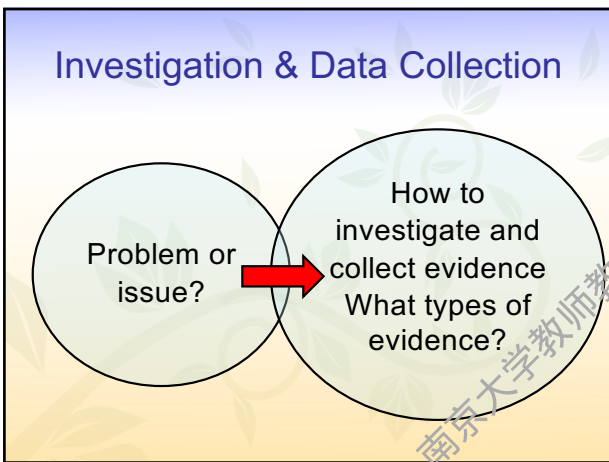 Investigation & Data Collection
Problem or
issue?
How to
investigate and
collect evidence
What types of
evidence?
南京大学教师教